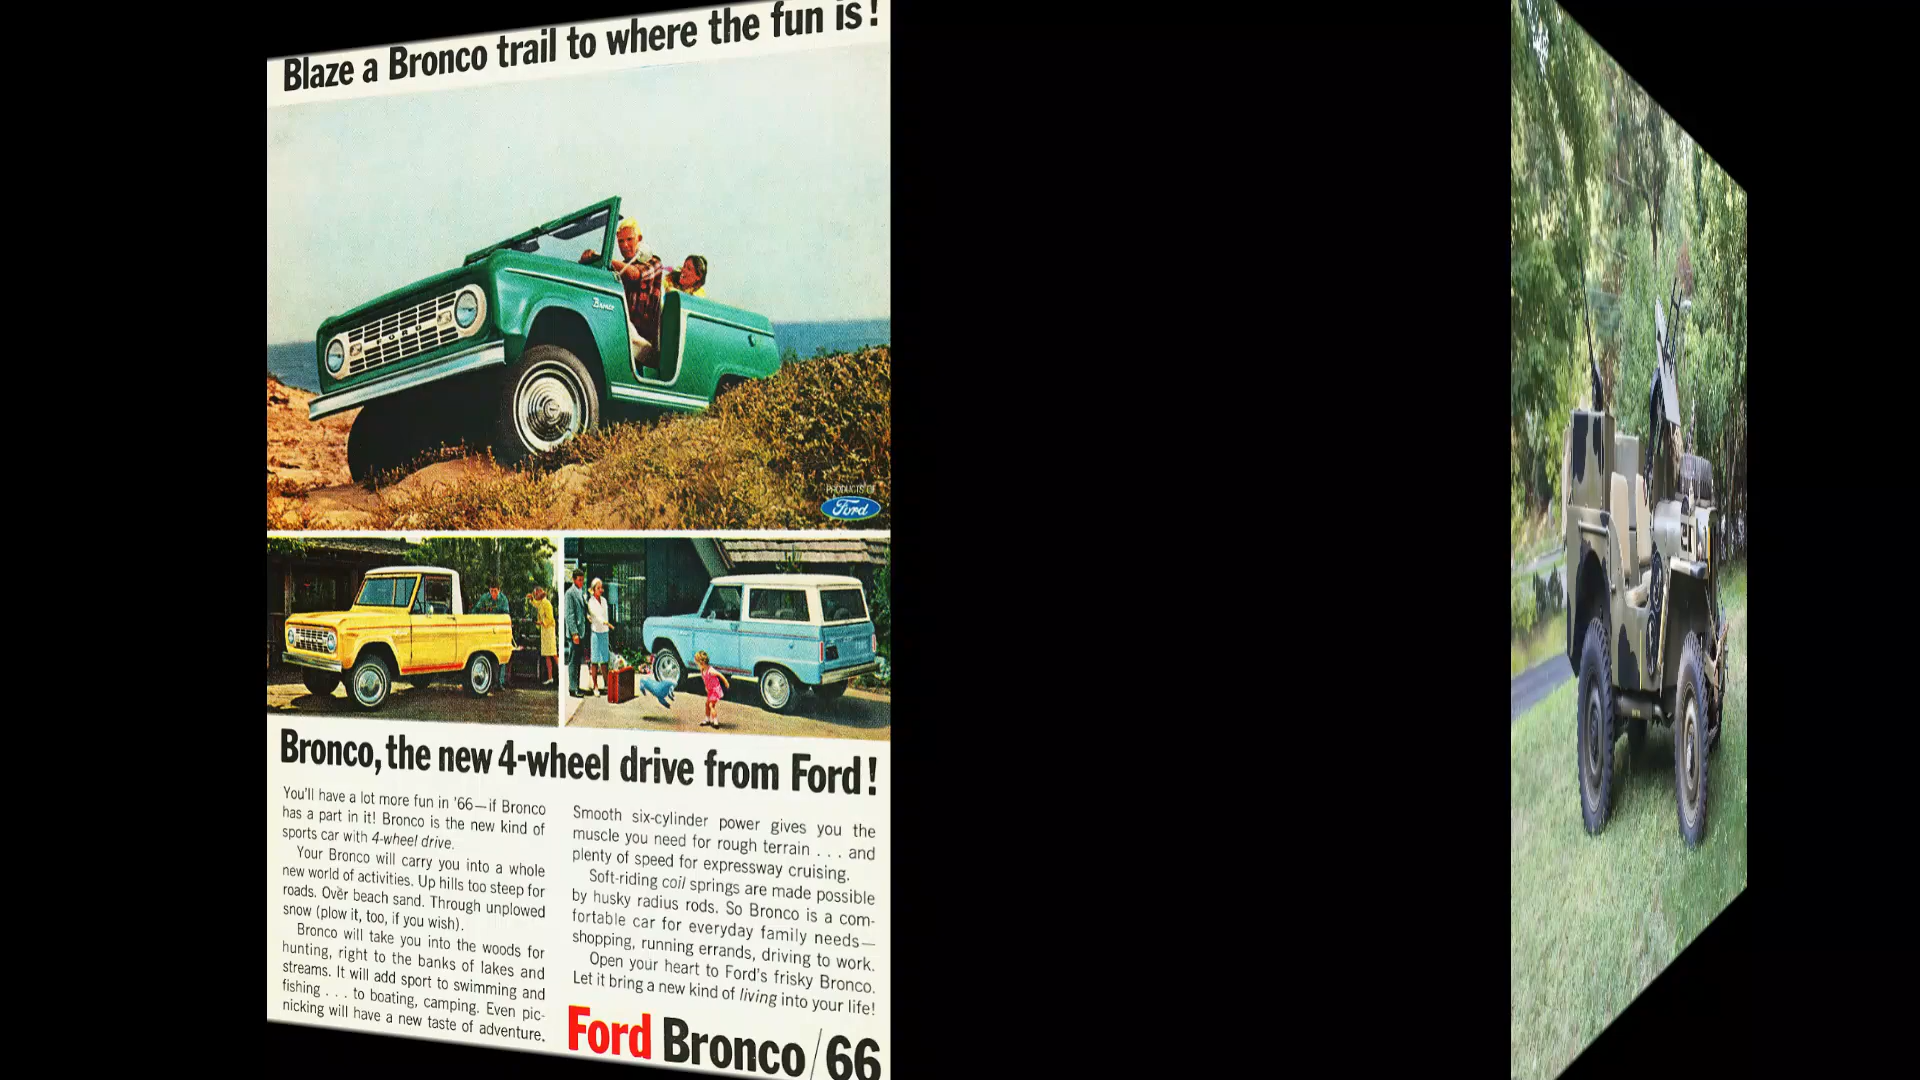 Blaze a Bronco trail to where the fun is!
Bronco
FORD
PRODUCTS OF
Ford
Bronco, the new 4-wheel drive from Ford!
You'll have a lot more fun in '66—if Bronco
has a part in it! Bronco is the new kind of
sports car with 4-wheel drive.
Your Bronco will carry you into a whole
new world of activities. Up hills too steep for
roads. Over beach sand. Through unplowed
snow (plow it, too, if you wish).
Bronco will take you into the woods for
hunting, right to the banks of lakes and
streams. It will add sport to swimming and
fishing . . . to boating, camping. Even pic-
nicking will have a new taste of adventure.
Smooth six-cylinder power gives you the
muscle you need for rough terrain . . . and
plenty of speed for expressway cruising.
Soft-riding coil springs are made possible
by husky radius rods. So Bronco is a com-
fortable car for everyday family needs—
shopping, running errands, driving to work.
Open your heart to Ford's frisky Bronco.
Let it bring a new kind of living into your life!
Ford Bronco/66